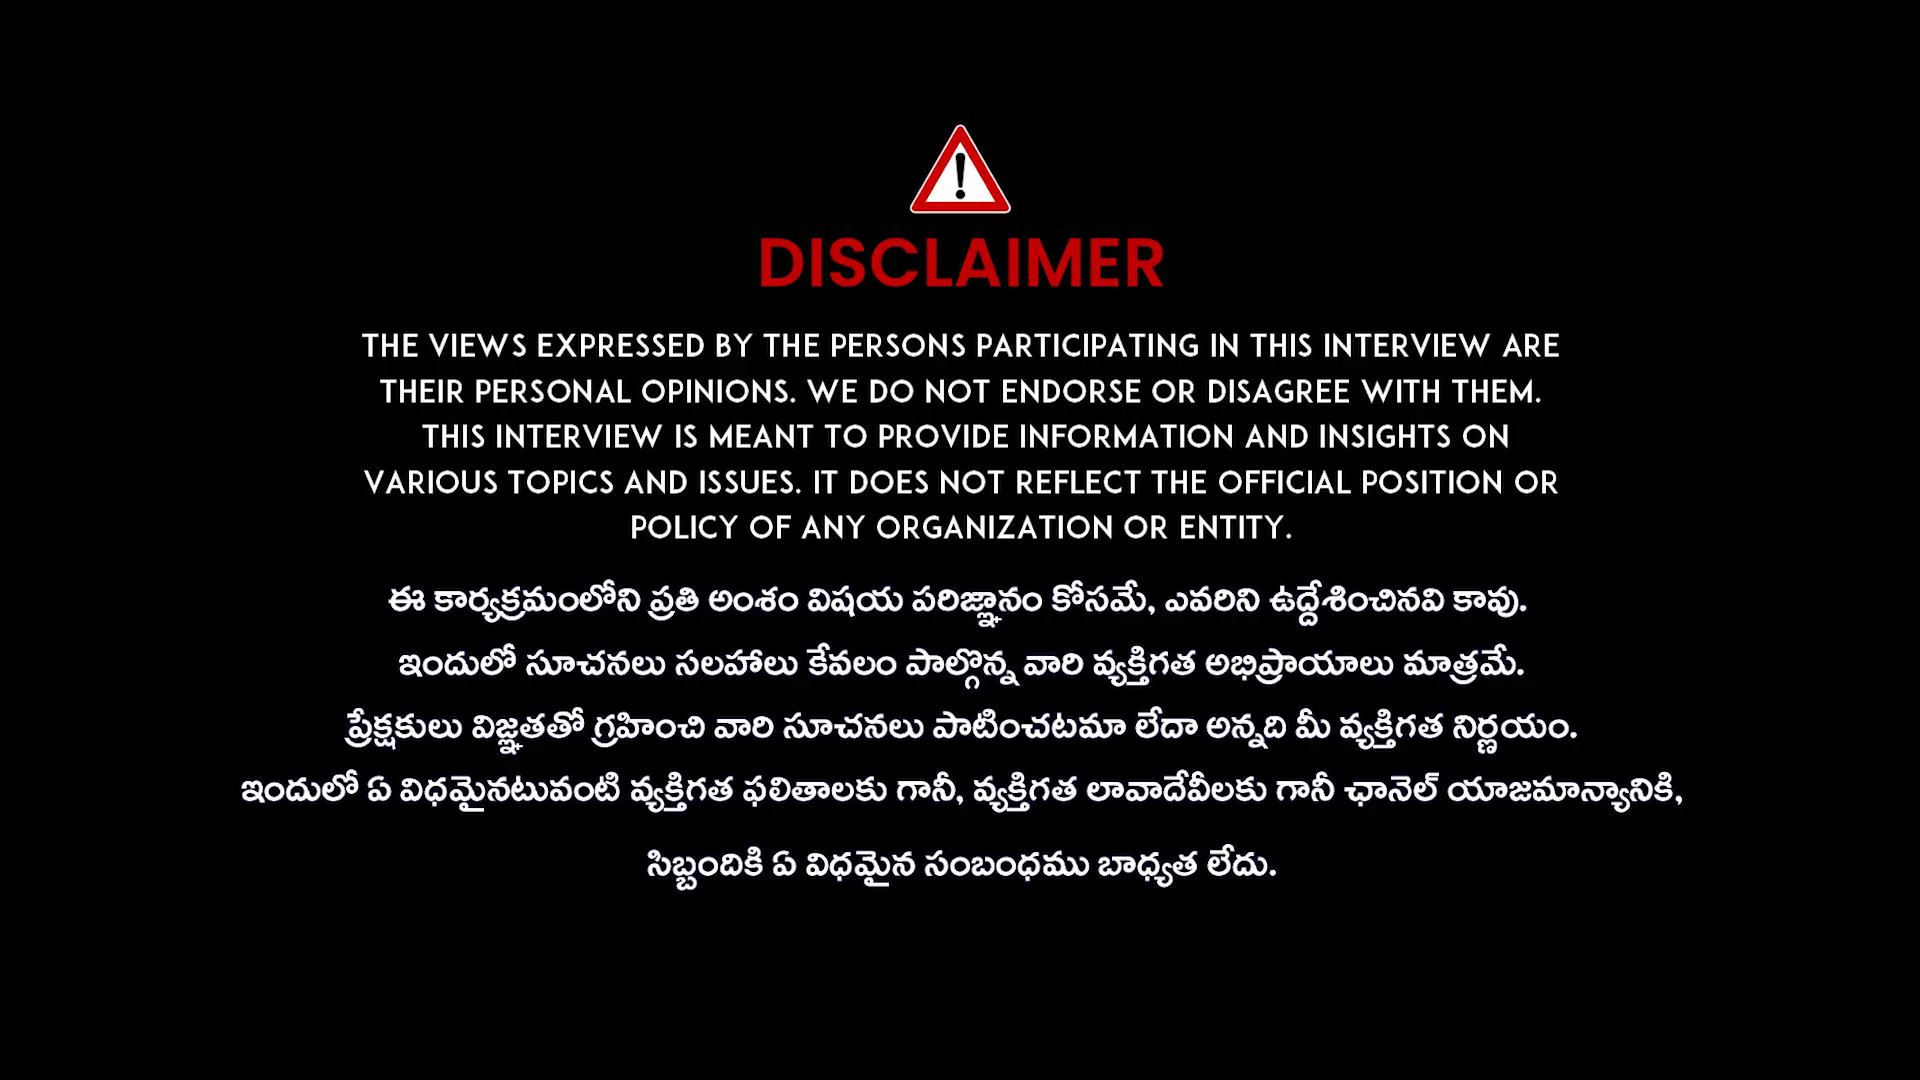 DISCLAIMER
THE VIEWS EXPRESSED BY THE PERSONS PARTICIPATING IN THIS INTERVIEW ARE
THEIR PERSONAL OPINIONS. WE DO NOT ENDORSE OR DISAGREE WITH THEM.
THIS INTERVIEW IS MEANT TO PROVIDE INFORMATION AND INSIGHTS ON
VARIOUS TOPICS AND ISSUES. IT DOES NOT REFLECT THE OFFICIAL POSITION OR
POLICY OF ANY ORGANIZATION OR ENTITY.
ఈ కార్యక్రమంలోని ప్రతి అంశం విషయ పరిజ్ఞానం కోసమే, ఎవరిని ఉద్దేశించినవి కావు.
ఇందులో సూచనలు సలహాలు కేవలం పాల్గొన్న వారి వ్యక్తిగత అభిప్రాయాలు మాత్రమే.
ప్రేక్షకులు విజ్ఞతతో గ్రహించి వారి సూచనలు పాటించటమా లేదా అన్నది మీ వ్యక్తిగత నిర్ణయం.
ఇందులో ఏ విధమైనటువంటి వ్యక్తిగత ఫలితాలకు గానీ, వ్యక్తిగత లావాదేవీలకు గానీ ఛానెల్ యాజమాన్యానికి,
సిబ్బందికి ఏ విధమైన సంబంధము బాధ్యత లేదు.